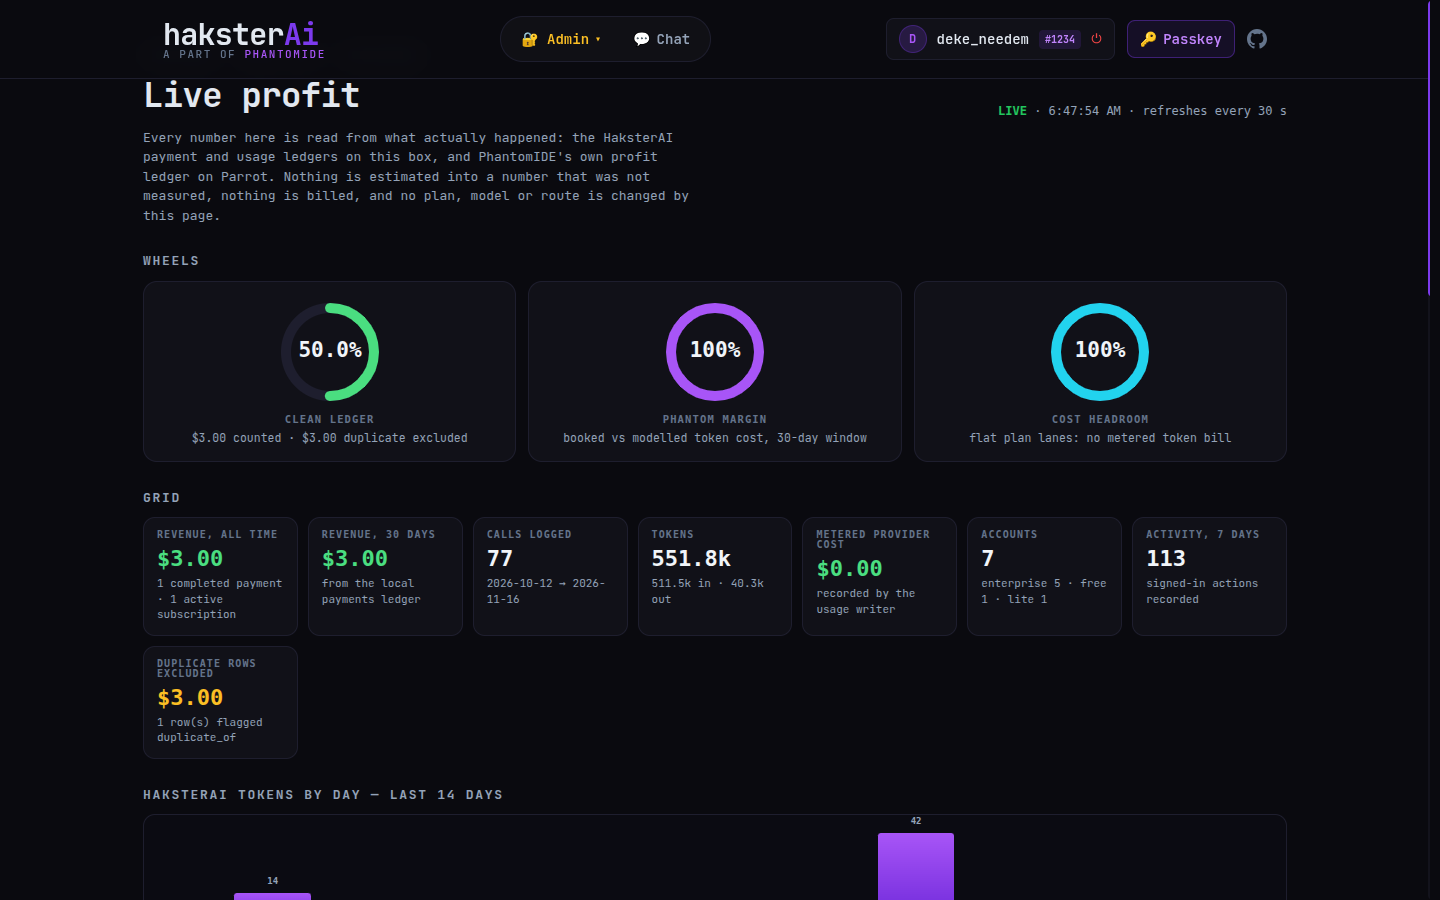 haksterAi
A PART OF PHANTOMIDE
Admin ▾
Chat
D deke_needem #1234
Passkey
Live profit
LIVE · 6:47:54 AM · refreshes every 30 s
Every number here is read from what actually happened: the HaksterAI
payment and usage ledgers on this box, and PhantomIDE's own profit
ledger on Parrot. Nothing is estimated into a number that was not
measured, nothing is billed, and no plan, model or route is changed by
this page.
WHEELS
50.0%
CLEAN LEDGER
$3.00 counted · $3.00 duplicate excluded
100%
PHANTOM MARGIN
booked vs modelled token cost, 30-day window
100%
COST HEADROOM
flat plan lanes: no metered token bill
GRID
REVENUE, ALL TIME
$3.00
1 completed payment
· 1 active
subscription
REVENUE, 30 DAYS
$3.00
from the local
payments ledger
CALLS LOGGED
77
2026-10-12 → 2026-
11-16
TOKENS
551.8k
511.5k in · 40.3k
out
METERED PROVIDER
COST
$0.00
recorded by the
usage writer
ACCOUNTS
7
enterprise 5 · free
1 · lite 1
ACTIVITY, 7 DAYS
113
signed-in actions
recorded
DUPLICATE ROWS
EXCLUDED
$3.00
1 row(s) flagged
duplicate_of
HAKSTERAI TOKENS BY DAY — LAST 14 DAYS
42
14